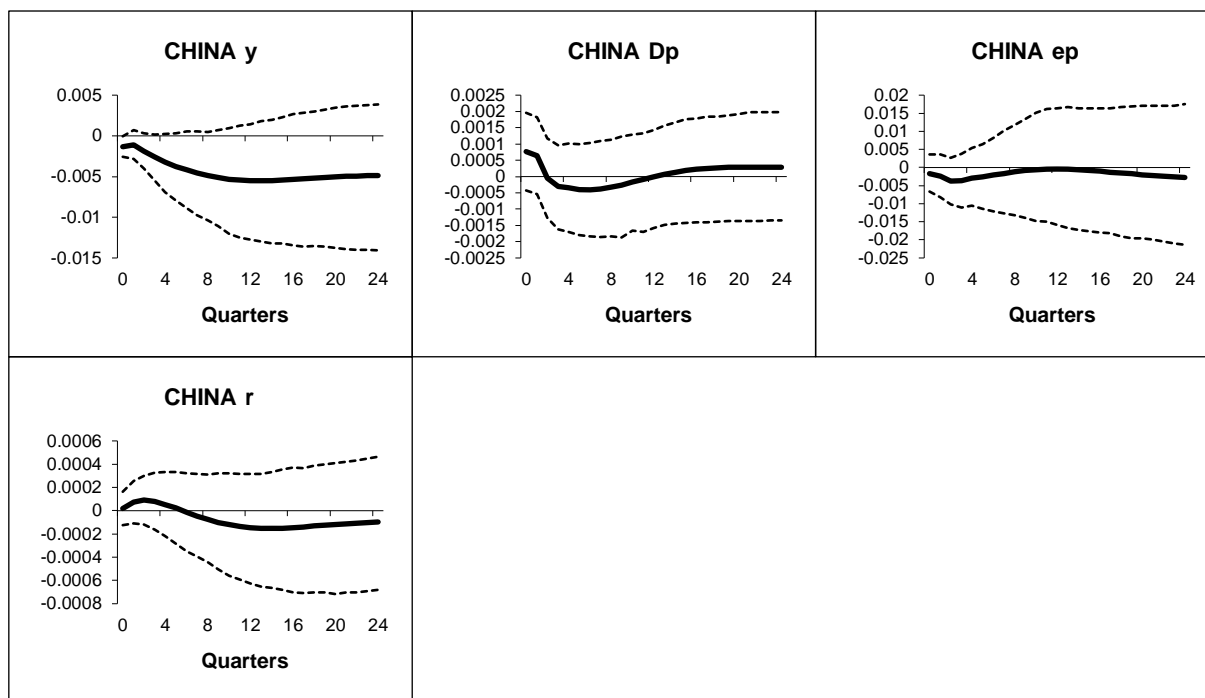 CHINA y
0.005
0
-0.005
-0.01
-0.015
0 4 8 12 16 20 24
Quarters
CHINA Dp
0.0025
0.002
0.0015
0.001
0.0005
0
-0.0005
-0.001
-0.0015
-0.002
-0.0025
0 4 8 12 16 20 24
Quarters
CHINA ep
0.02
0.015
0.01
0.005
0
-0.005
-0.01
-0.015
-0.02
-0.025
0 4 8 12 16 20 24
Quarters
CHINA r
0.0006
0.0004
0.0002
0
-0.0002
-0.0004
-0.0006
-0.0008
0 4 8 12 16 20 24
Quarters